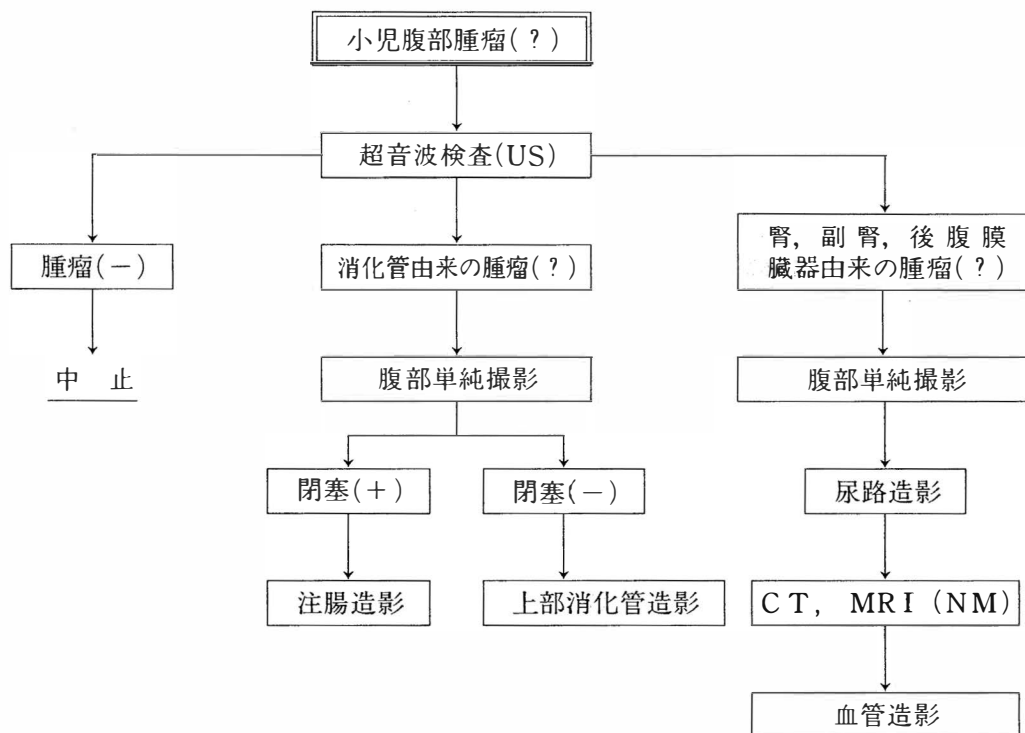 小児腹部腫瘤(?)
超音波検査(US)
腫瘤(−)
消化管由来の腫瘤(?)
腎，副腎，後腹膜
臓器由来の腫瘤(?)
中 止
腹部単純撮影
腹部単純撮影
閉塞(+)
閉塞(−)
尿路造影
注腸造影
上部消化管造影
CT，MRI(NM)
血管造影